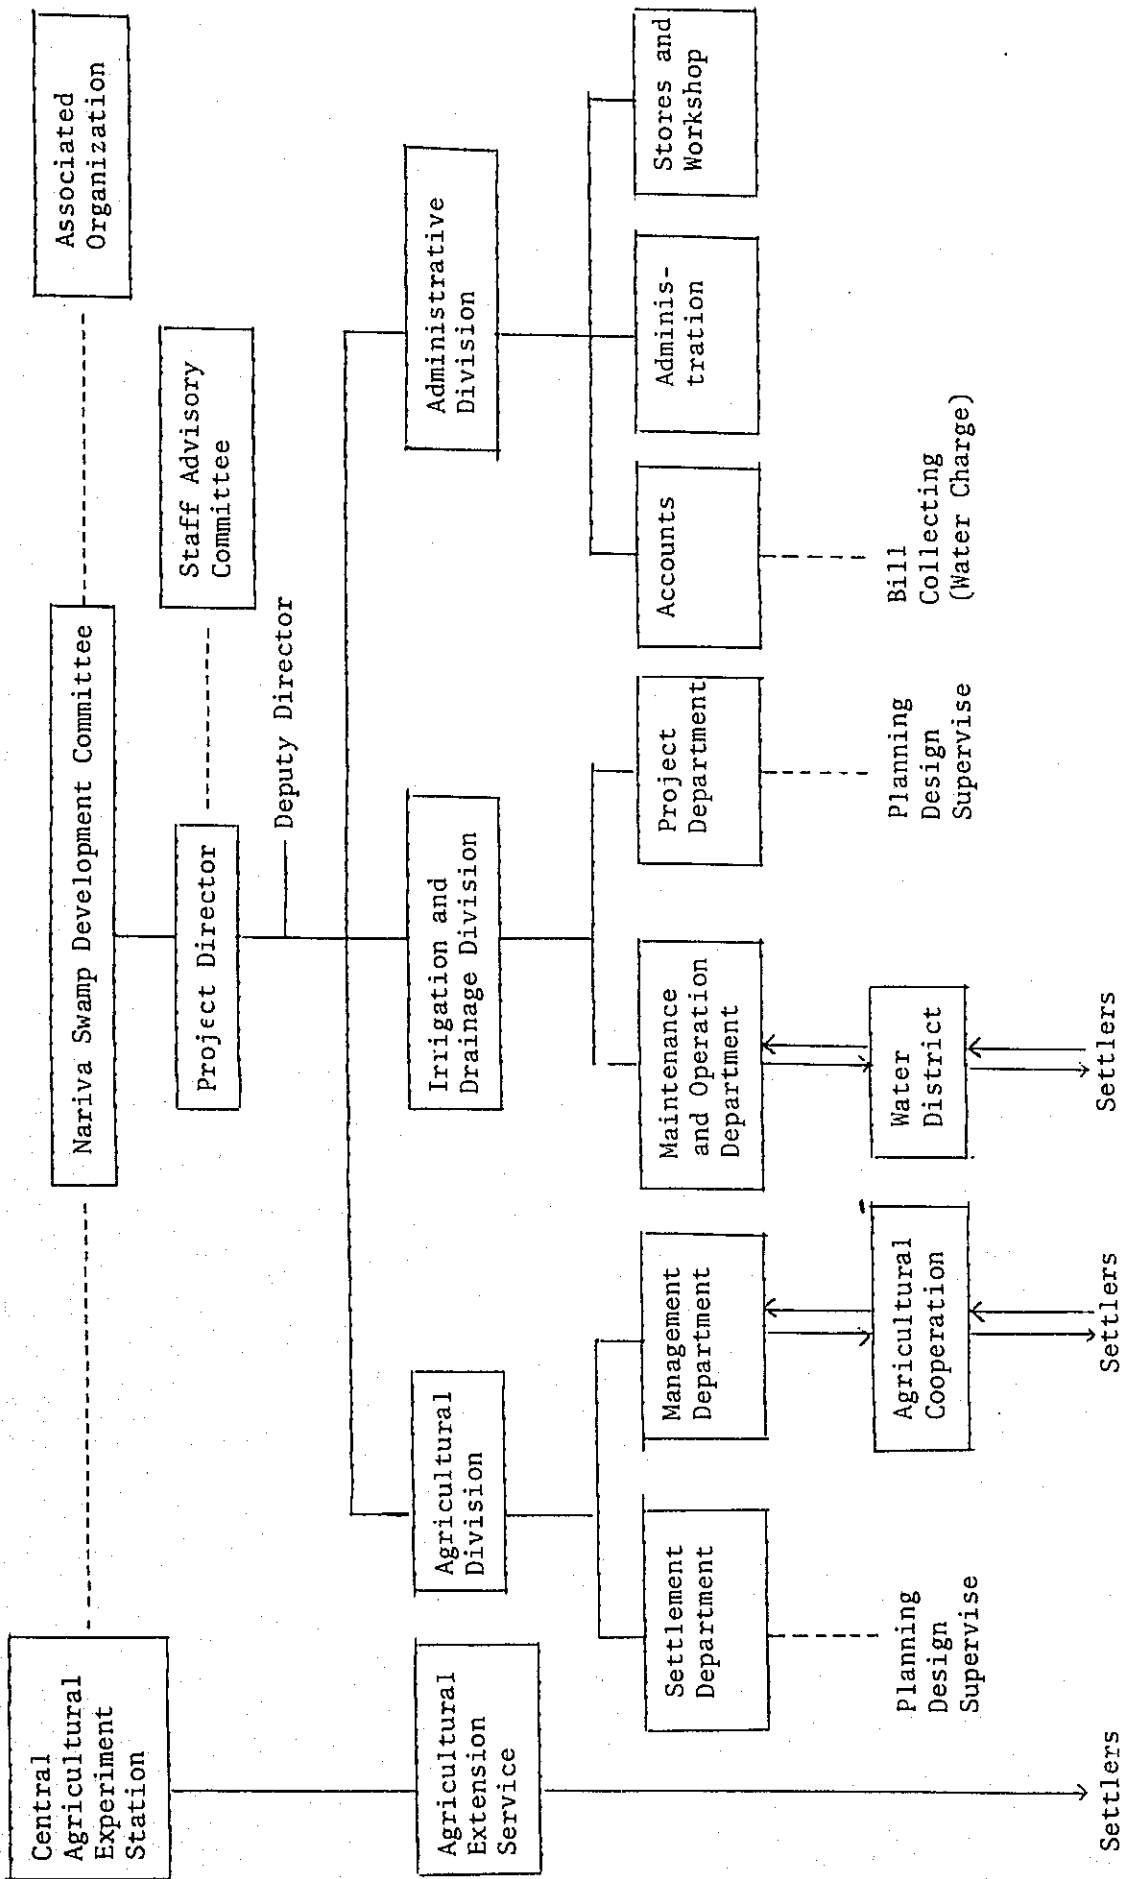 Central
Agricultural
Experiment
Station
Nariva Swamp Development Committee
Associated
Organization
Project Director
Staff Advisory
Committee
Deputy Director
Agricultural
Extension
Service
Agricultural
Division
Irrigation and
Drainage Division
Administrative
Division
Settlement
Department
Management
Department
Maintenance
and Operation
Department
Project
Department
Accounts
Adminis-
tration
Stores and
Workshop
Planning
Design
Supervise
Agricultural
Cooperation
Water
District
Planning
Design
Supervise
Bill
Collecting
(Water Charge)
Settlers
Settlers
Settlers